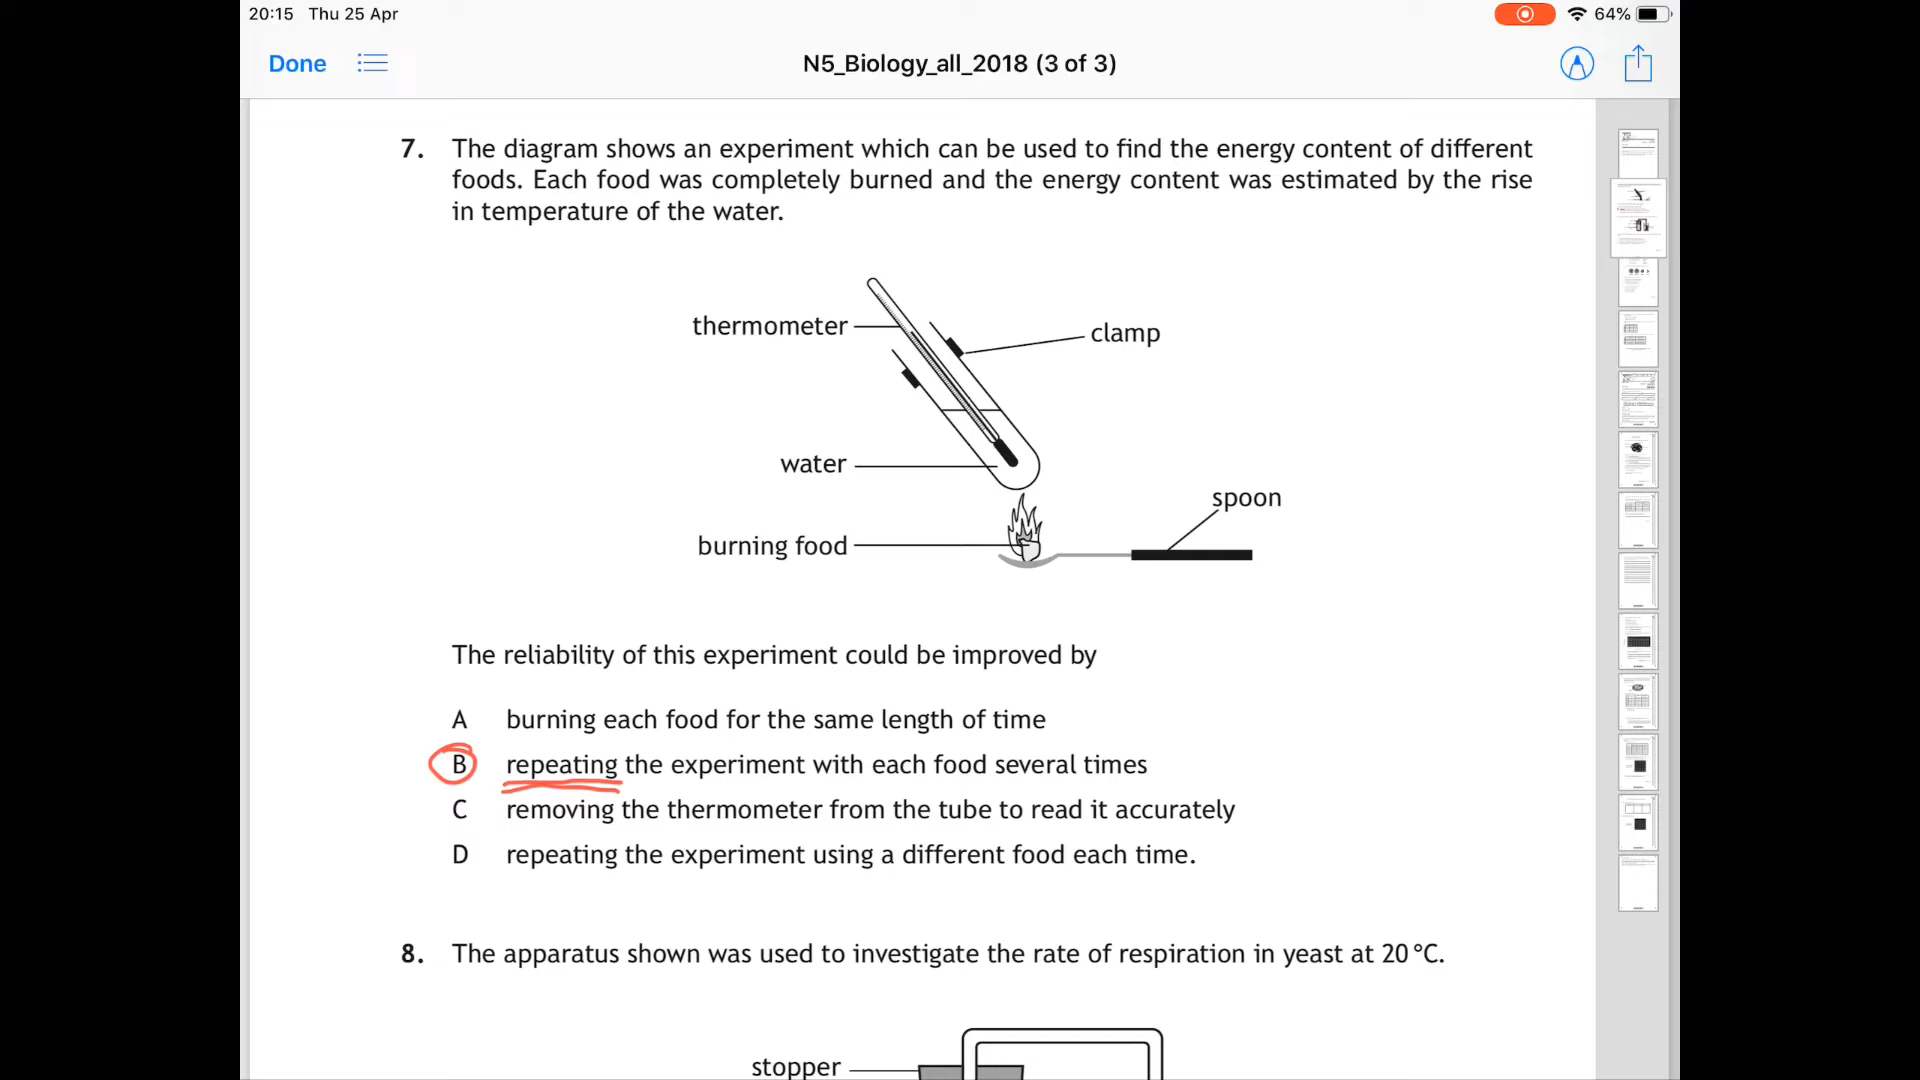 20:15 Thu 25 Apr
64%
Done
N5_Biology_all_2018 (3 of 3)
7. The diagram shows an experiment which can be used to find the energy content of different
foods. Each food was completely burned and the energy content was estimated by the rise
in temperature of the water.
thermometer
clamp
water
spoon
burning food
The reliability of this experiment could be improved by
A burning each food for the same length of time
B repeating the experiment with each food several times
C removing the thermometer from the tube to read it accurately
D repeating the experiment using a different food each time.
8. The apparatus shown was used to investigate the rate of respiration in yeast at 20 °C.
stopper